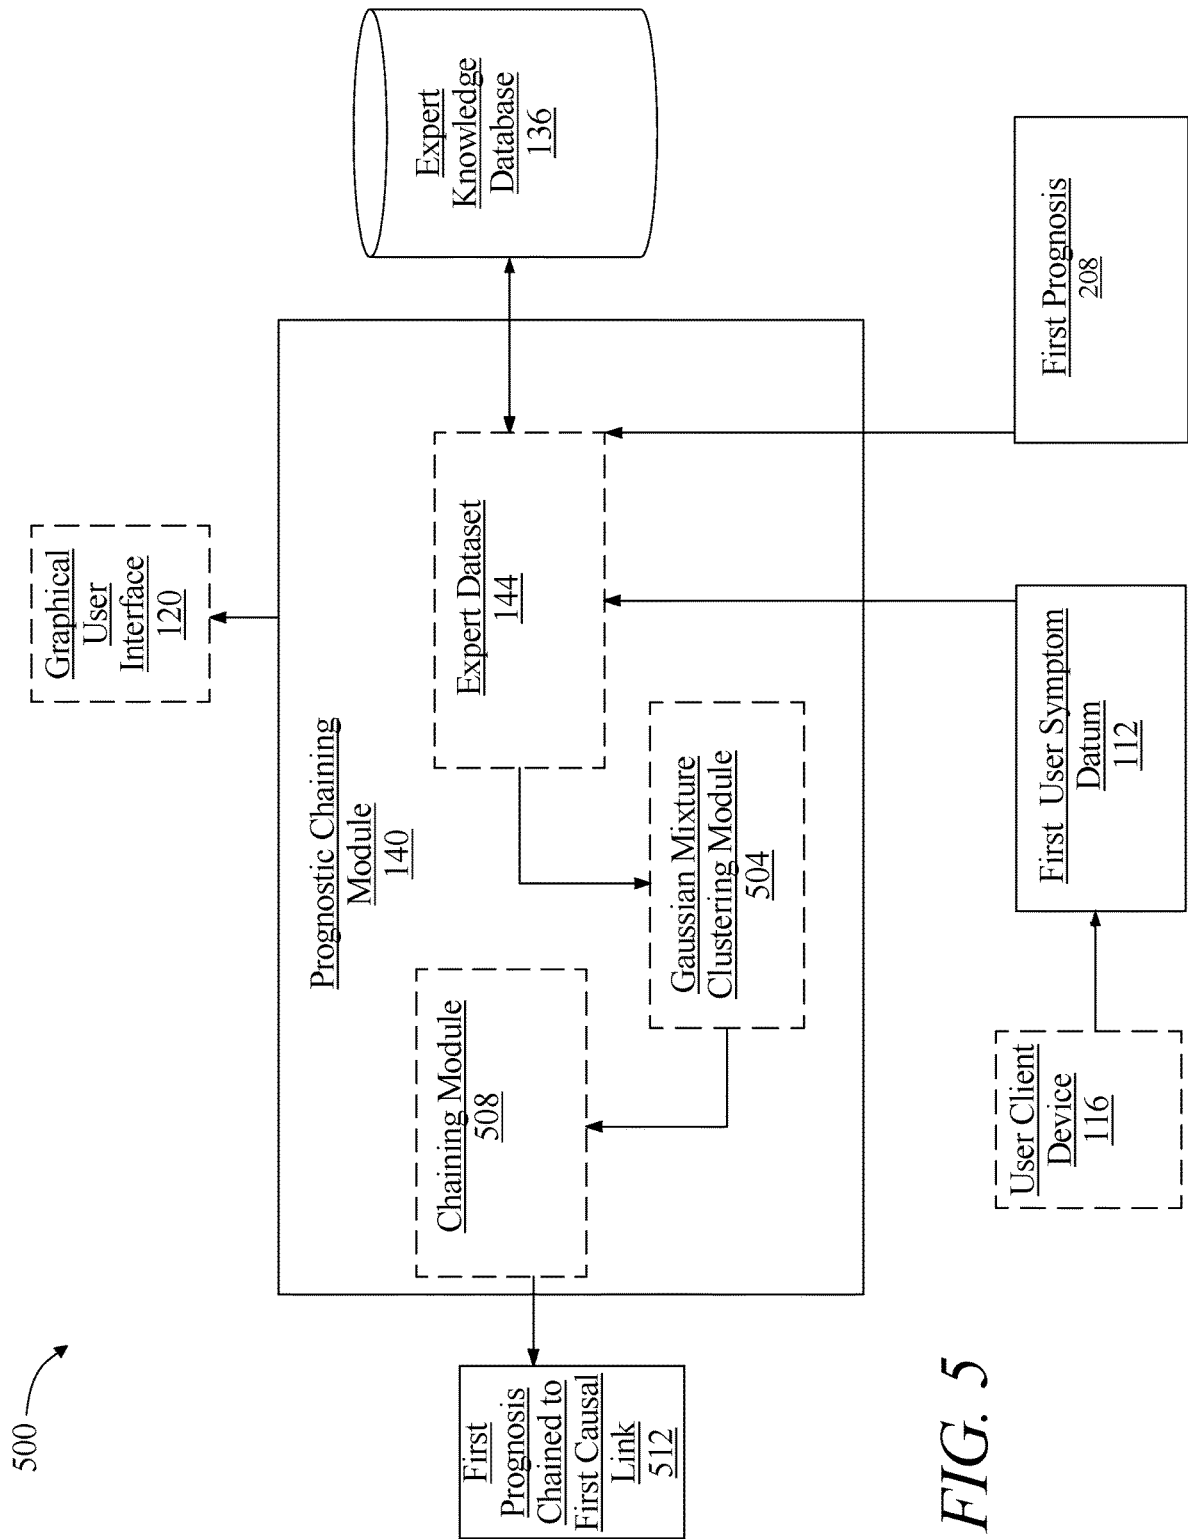 500
Graphical
User
Interface
120
Prognostic Chaining
Module
140
Expert
Knowledge
Database
136
Expert Dataset
144
Chaining Module
508
Gaussian Mixture
Clustering Module
504
First
Prognosis
Chained to
First Causal
Link
512
User Client
Device
116
First User Symptom
Datum
112
First Prognosis
208
FIG. 5